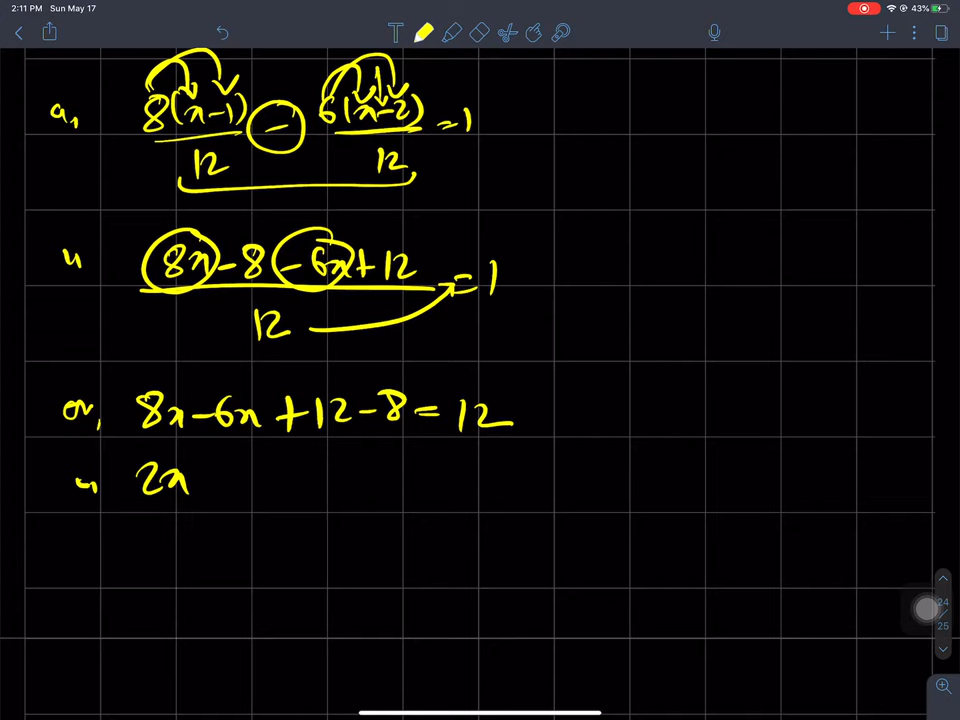 2:11 PM Sun May 17
43%
T
8(x-1)/12 - 6(x-2)/12 = 1
8x-8-6x+12/12 = 1
or, 8x-6x+12-8=12
2x
24
25